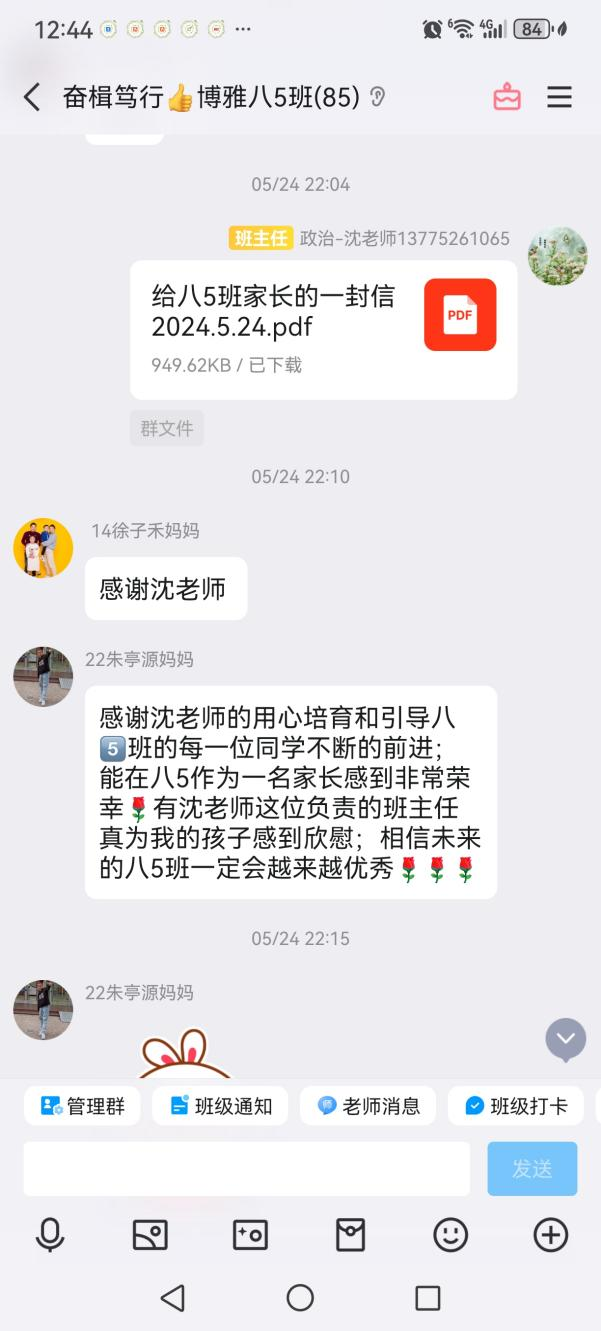 12:44 6 4G 84
奋楫笃行👍博雅八5班(85)
05/24 22:04
班主任 政治-沈老师13775261065
给八5班家长的一封信
2024.5.24.pdf
PDF
949.62KB / 已下载
群文件
05/24 22:10
14徐子禾妈妈
感谢沈老师
22朱亭源妈妈
感谢沈老师的用心培育和引导八
5️⃣班的每一位同学不断的前进；
能在八5作为一名家长感到非常荣
幸🌹有沈老师这位负责的班主任
真为我的孩子感到欣慰；相信未来
的八5班一定会越来越优秀🌹🌹🌹
05/24 22:15
22朱亭源妈妈
管理群 班级通知 师 老师消息 班级打卡
发送